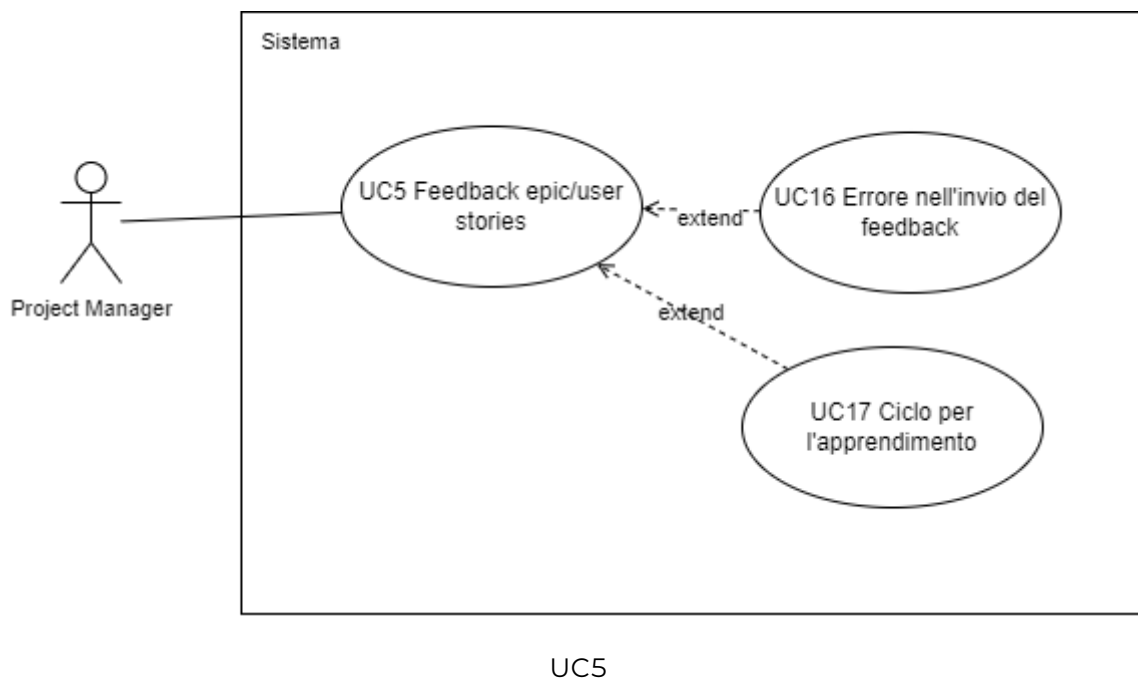 Sistema
UC5 Feedback epic/user
stories
extend
UC16 Errore nell'invio del
feedback
Project Manager
extend
UC17 Ciclo per
l'apprendimento
UC5